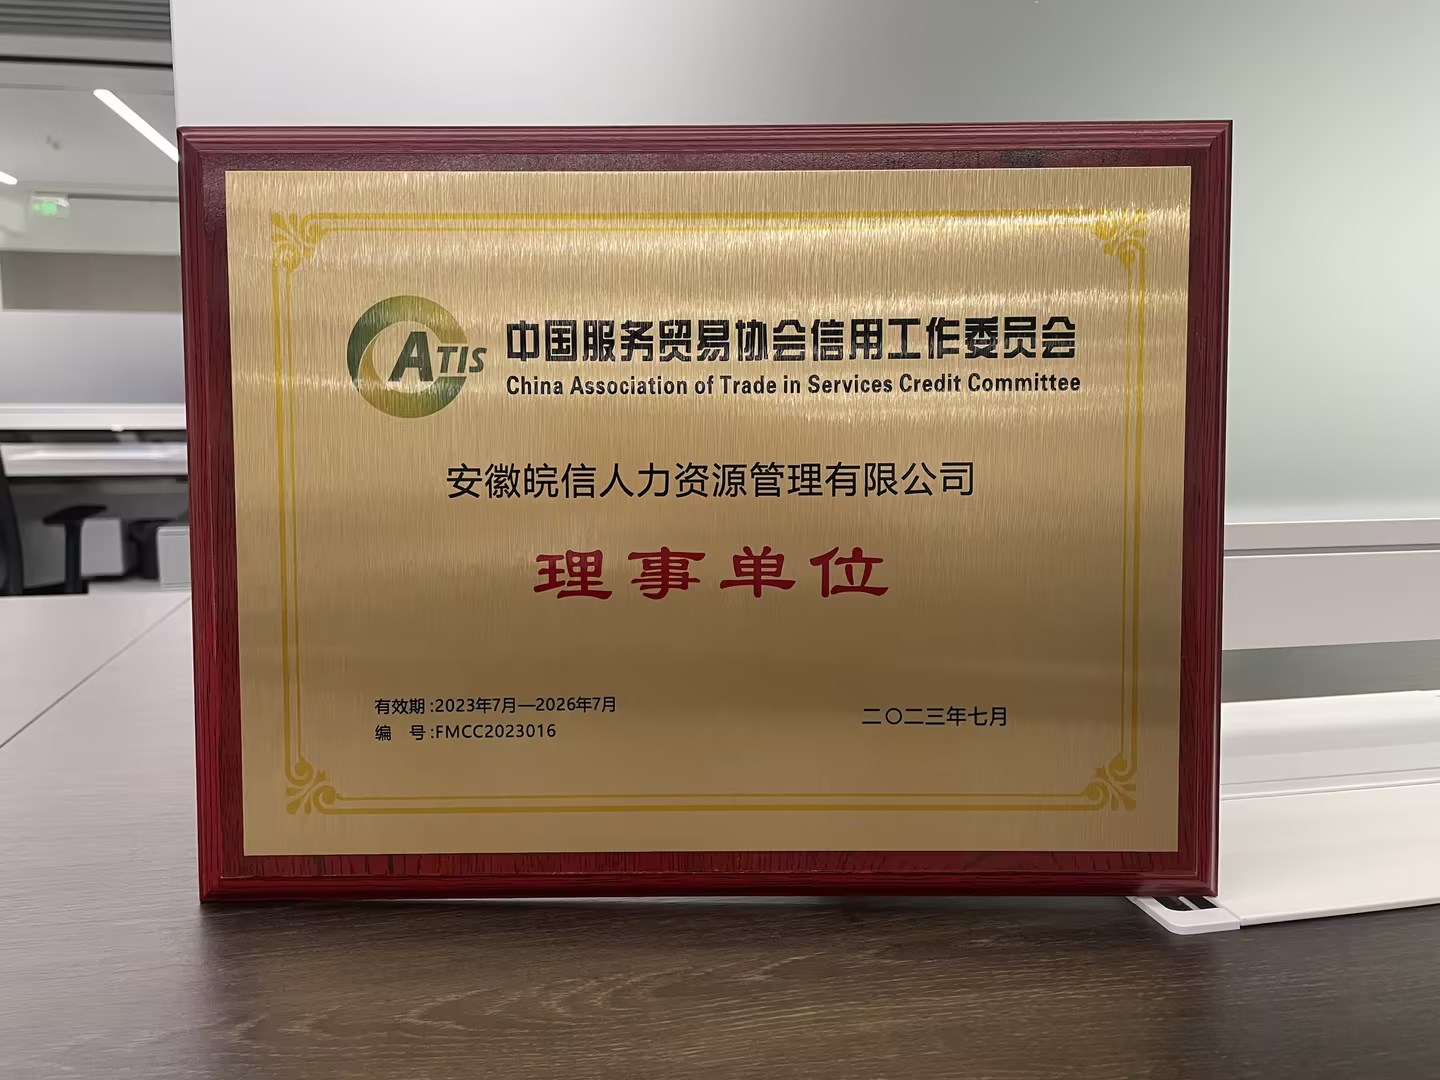 CATIS
中国服务贸易协会信用工作委员会
China Association of Trade in Services Credit Committee
安徽皖信人力资源管理有限公司
理事单位
有效期:2023年7月—2026年7月
编 号:FMCC2023016
二〇二三年七月